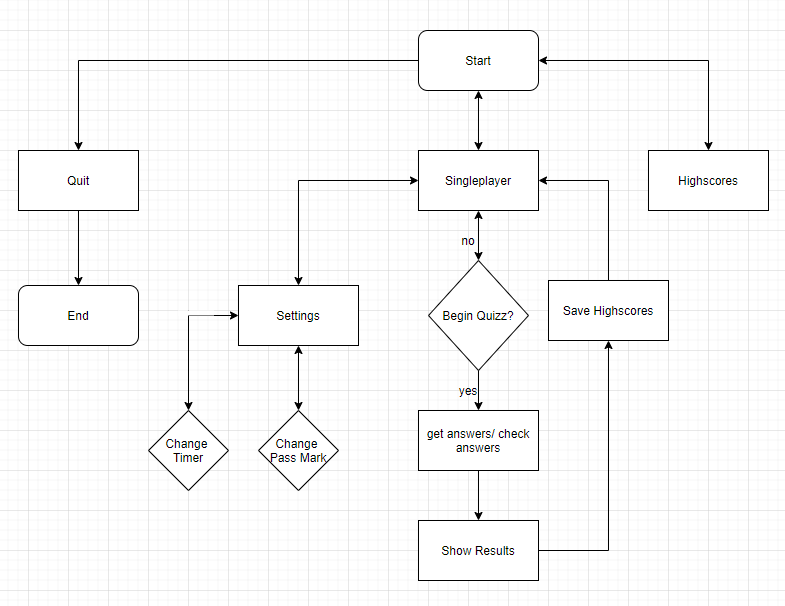 Start
Quit
Singleplayer
Highscores
no
End
Settings
Begin Quizz?
Save Highscores
yes
Change
Timer
Change
Pass Mark
get answers/ check
answers
Show Results